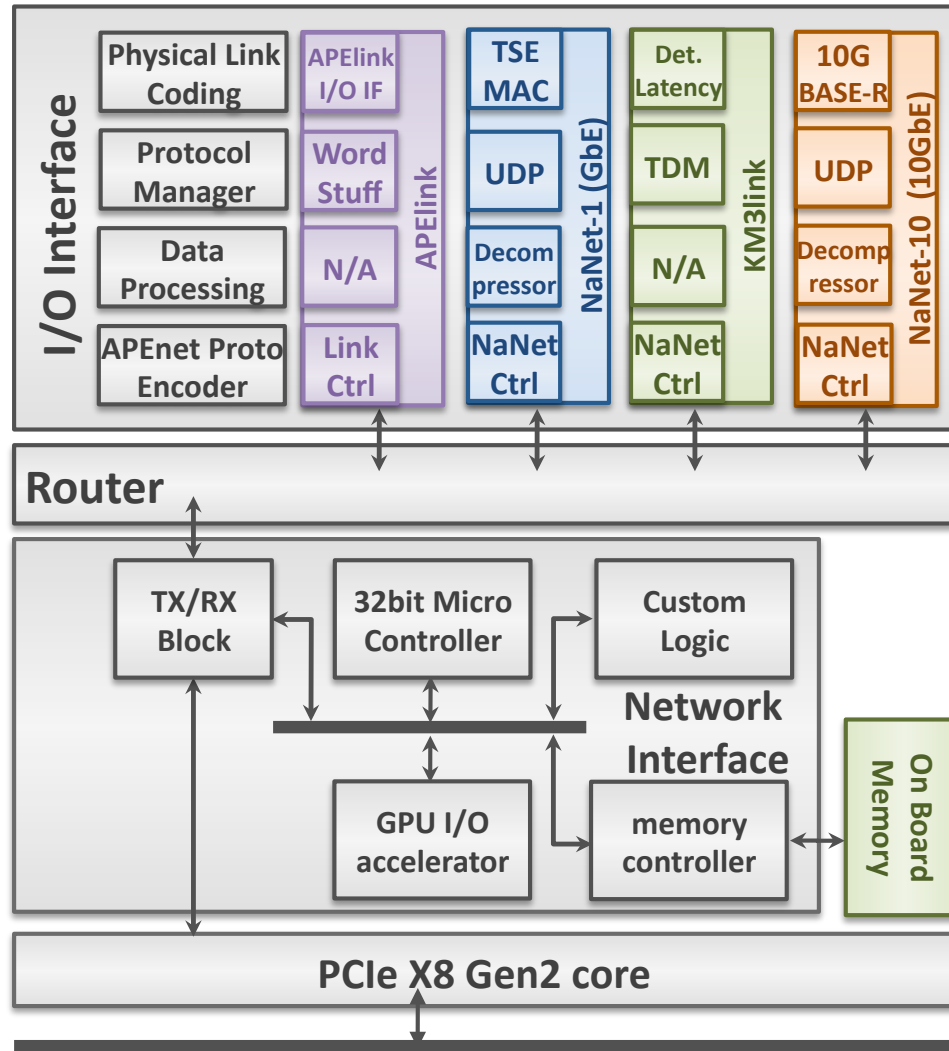 I/O Interface
Physical Link
Coding
Protocol
Manager
Data
Processing
APEnet Proto
Encoder
APElink
I/O IF
Word
Stuff
N/A
Link
Ctrl
APElink
TSE
MAC
UDP
Decom
pressor
NaNet
Ctrl
NaNet-1 (GbE)
Det.
Latency
TDM
N/A
NaNet
Ctrl
KM3link
10G
BASE-R
UDP
Decomp
ressor
NaNet
Ctrl
NaNet-10 (10GbE)
Router
TX/RX
Block
32bit Micro
Controller
Custom
Logic
Network
Interface
GPU I/O
accelerator
memory
controller
On Board
Memory
PCIe X8 Gen2 core